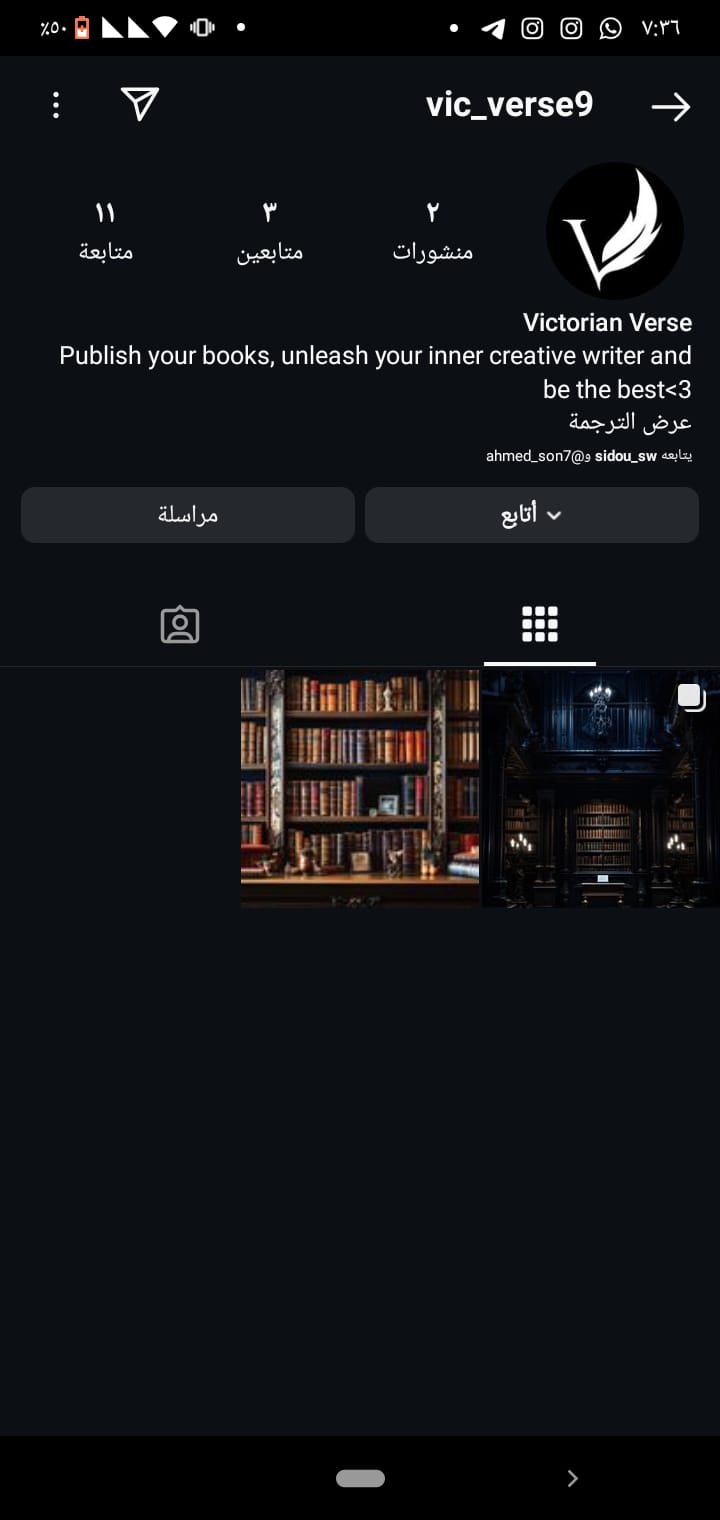 ٧:٣٦
٪٥٠
vic_verse9
٢ ٣ ١١
منشورات متابعين متابعة
Victorian Verse
Publish your books, unleash your inner creative writer and
be the best<3
عرض الترجمة
يتابعه sidou_sw و@ahmed_son7
أتابع مراسلة